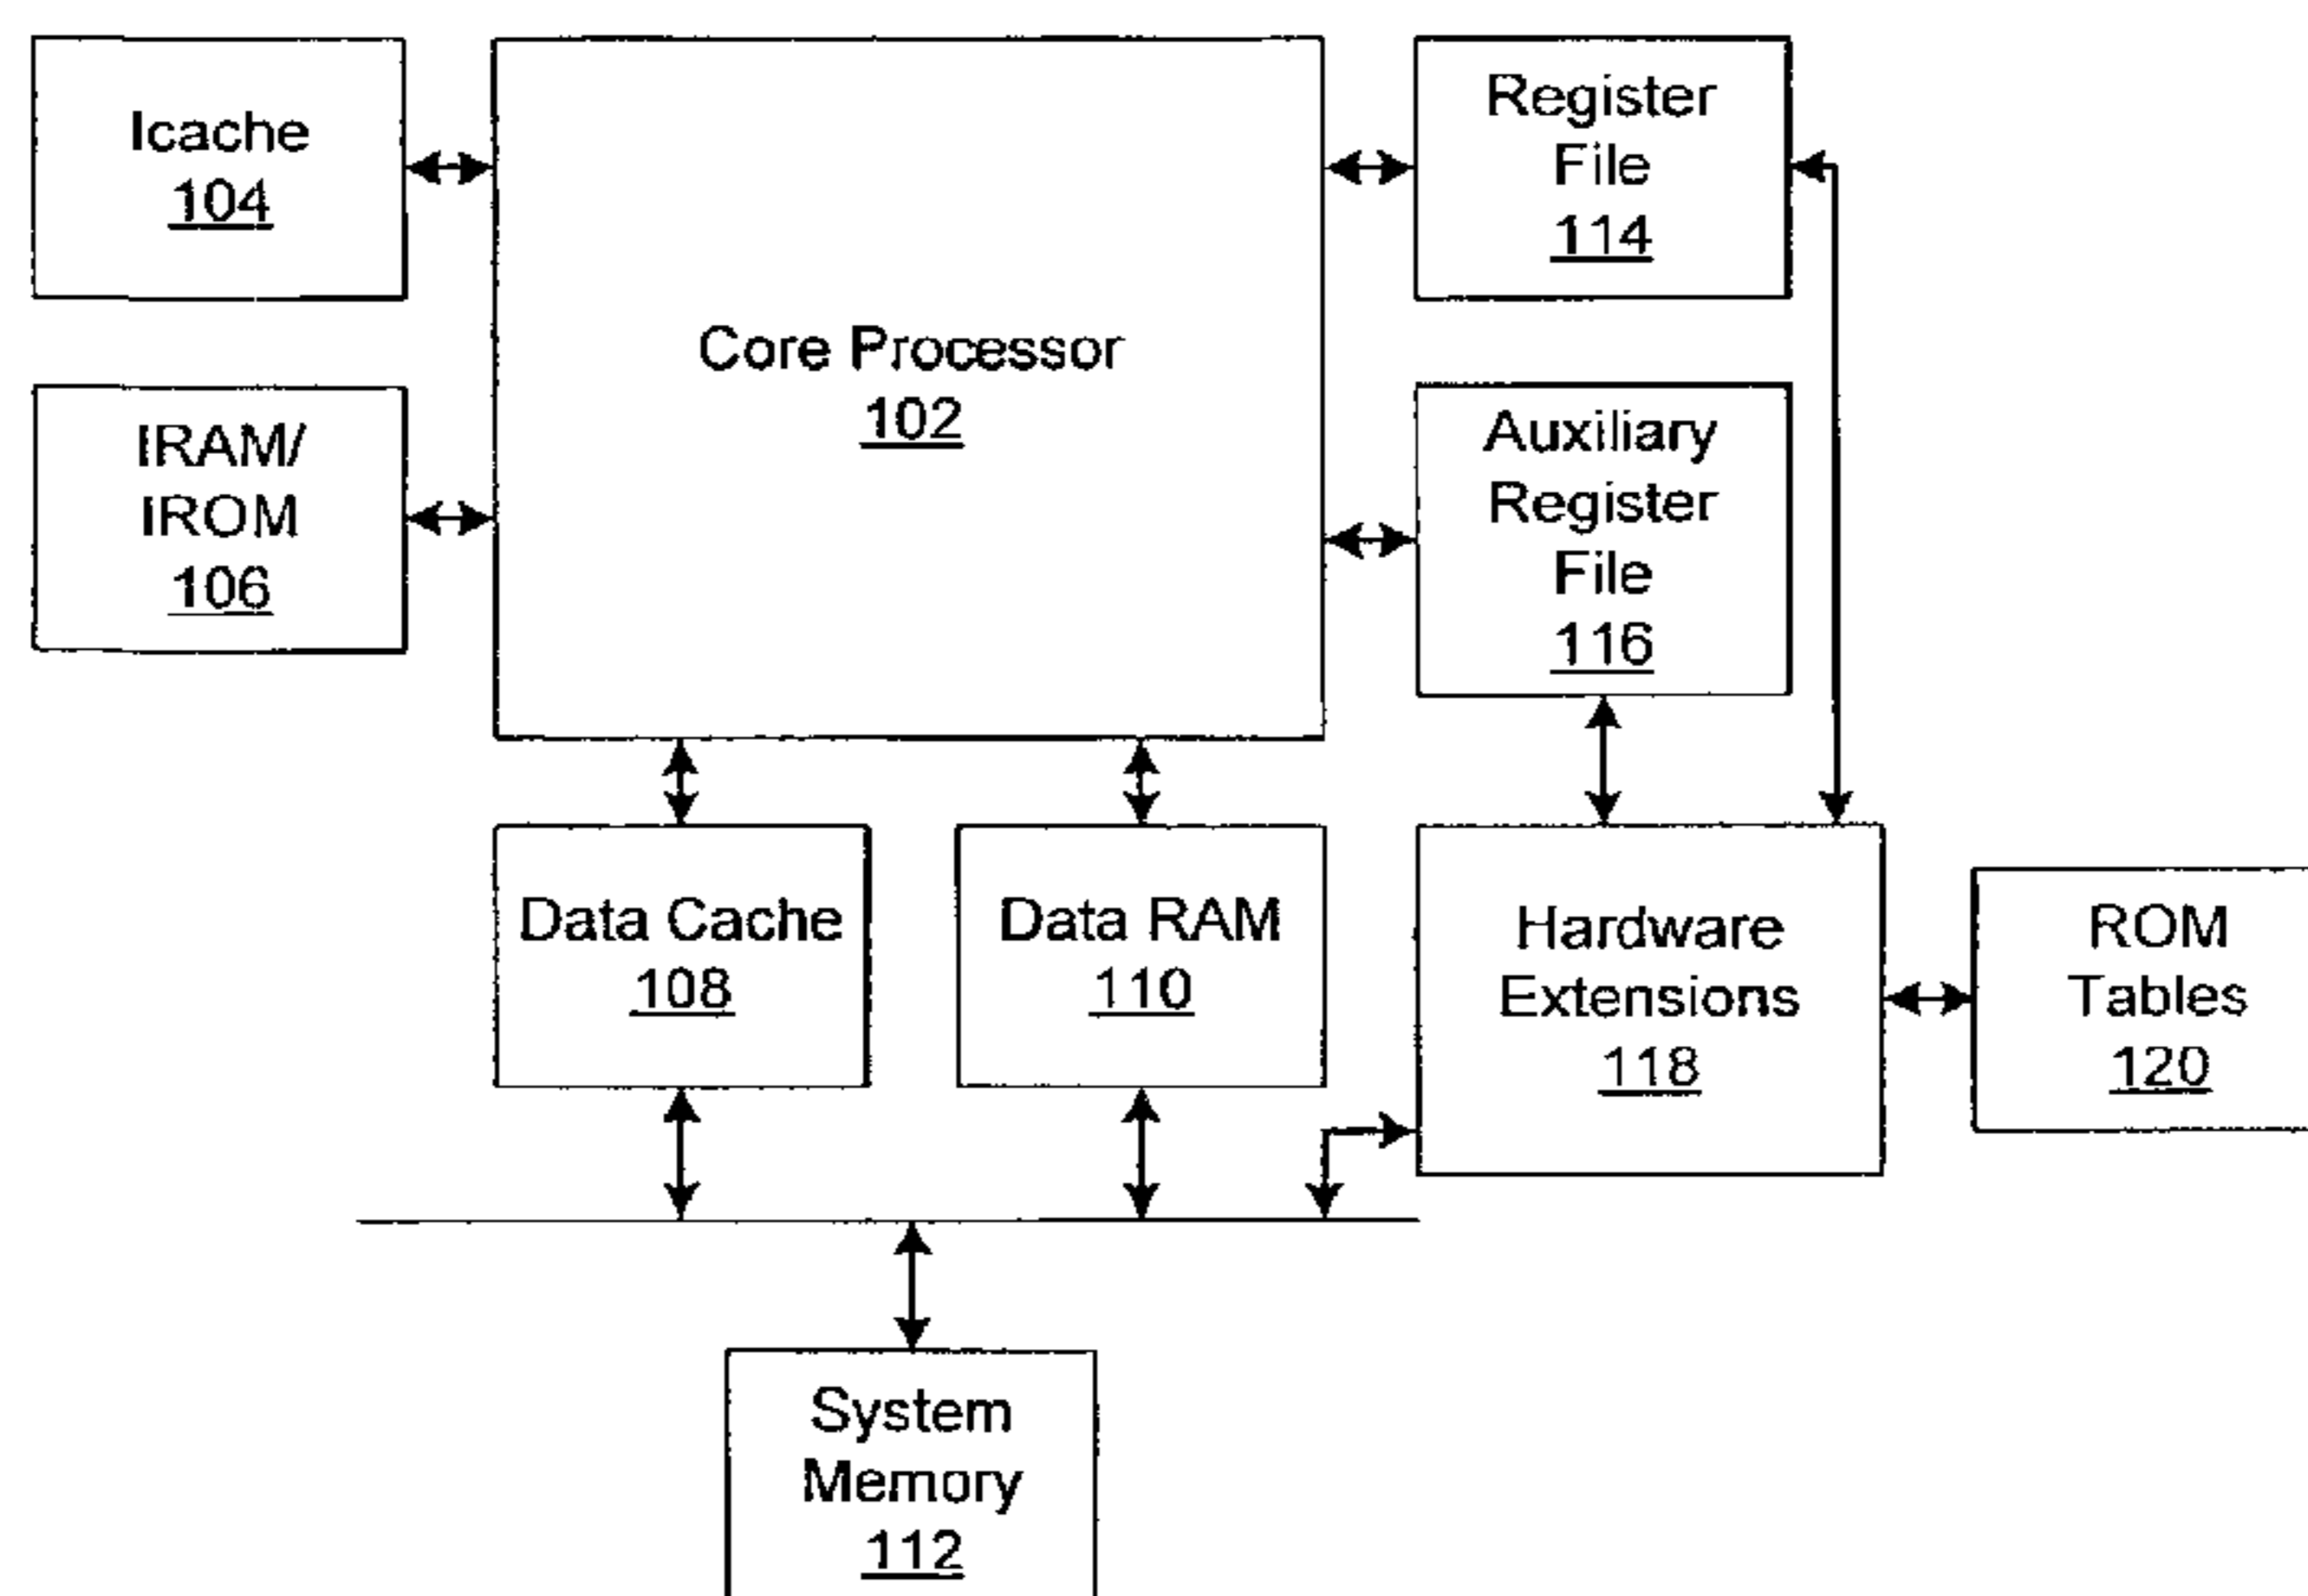 Icache
104
IRAM/
IROM
106
Core Processor
102
Register
File
114
Auxiliary
Register
File
116
Data Cache
108
Data RAM
110
Hardware
Extensions
118
ROM
Tables
120
System
Memory
112